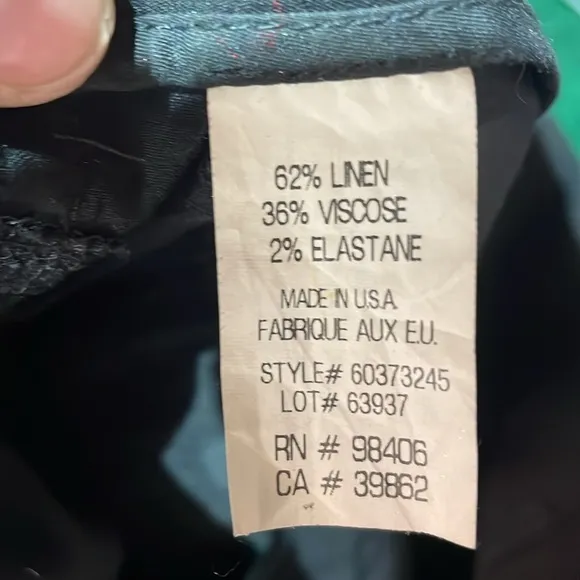 62% LINEN
36% VISCOSE
2% ELASTANE
MADE IN U.S.A.
FABRIQUE AUX E.U.
STYLE# 60373245
LOT# 63937
RN # 98406
CA # 39862